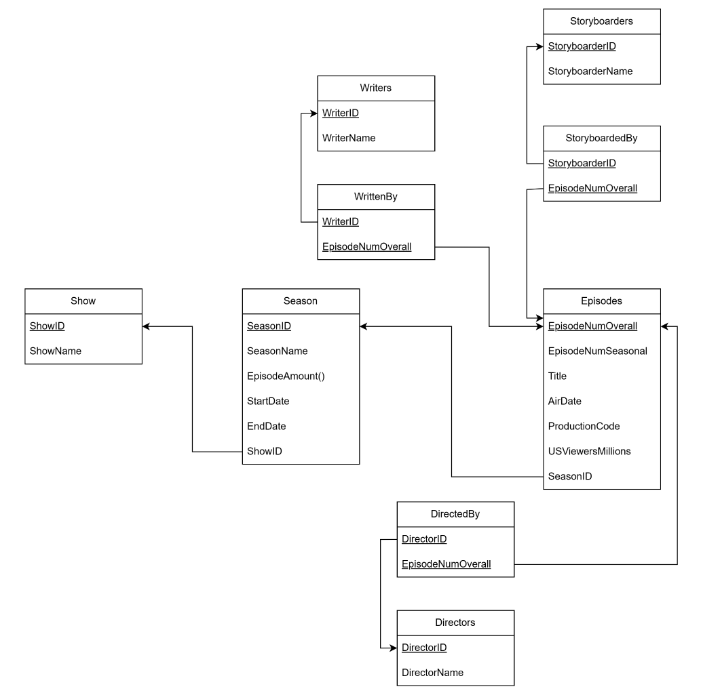 Storyboarders
StoryboarderID
StoryboarderName
Writers
WriterID
WriterName
StoryboardedBy
StoryboarderID
EpisodeNumOverall
WrittenBy
WriterID
EpisodeNumOverall
Show
ShowID
ShowName
Season
SeasonID
SeasonName
EpisodeAmount()
StartDate
EndDate
ShowID
Episodes
EpisodeNumOverall
EpisodeNumSeasonal
Title
AirDate
ProductionCode
USViewersMillions
SeasonID
DirectedBy
DirectorID
EpisodeNumOverall
Directors
DirectorID
DirectorName